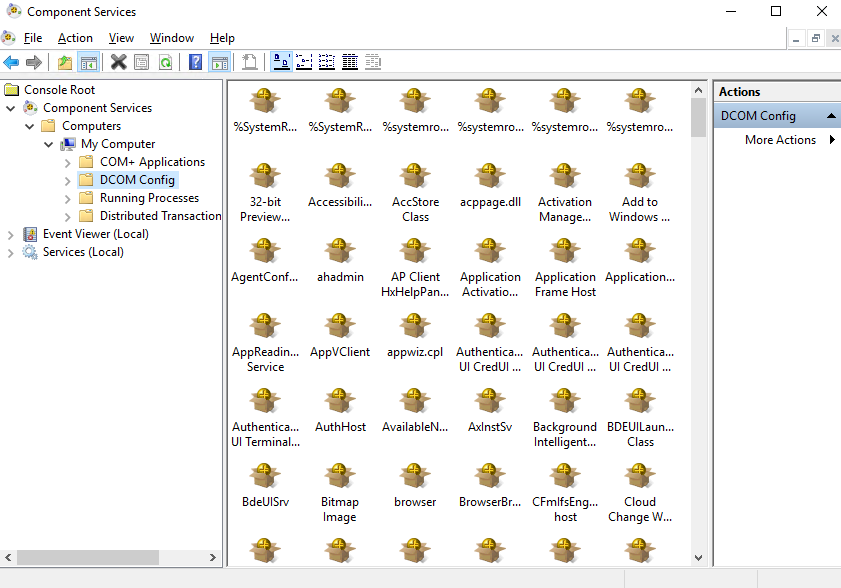 Component Services
File Action View Window Help
Console Root
Component Services
Computers
My Computer
COM+ Applications
DCOM Config
Running Processes
Distributed Transaction
Event Viewer (Local)
Services (Local)
%SystemR... %SystemR... %systemro... %systemro... %systemro... %systemro...
32-bit Accessibili... AccStore acppage.dll Activation Add to
Preview... Class Manage... Windows ...
AgentConf... ahadmin AP Client Application Application Application...
HxHelpPan... Activatio... Frame Host
AppReadin... AppVClient appwiz.cpl Authentica... Authentica... Authentica...
Service UI CredUI ... UI CredUI ... UI CredUI ...
Authentica... AuthHost AvailableN... AxInstSv Background BDEUILaun...
UI Terminal... Intelligent... Class
BdeUISrv Bitmap browser BrowserBr... CFmIfsEng... Cloud
Image host Change W...
Actions
DCOM Config
More Actions